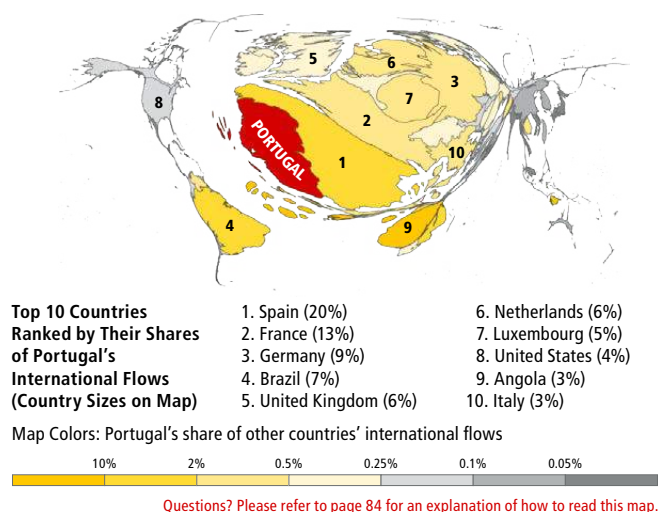 5
6
3
8
7
2
PORTUGAL
1
10
4
9
Top 10 Countries
Ranked by Their Shares
of Portugal's
International Flows
(Country Sizes on Map)
1. Spain (20%)
2. France (13%)
3. Germany (9%)
4. Brazil (7%)
5. United Kingdom (6%)
6. Netherlands (6%)
7. Luxembourg (5%)
8. United States (4%)
9. Angola (3%)
10. Italy (3%)
Map Colors: Portugal's share of other countries' international flows
10% 2% 0.5% 0.25% 0.1% 0.05%
Questions? Please refer to page 84 for an explanation of how to read this map.